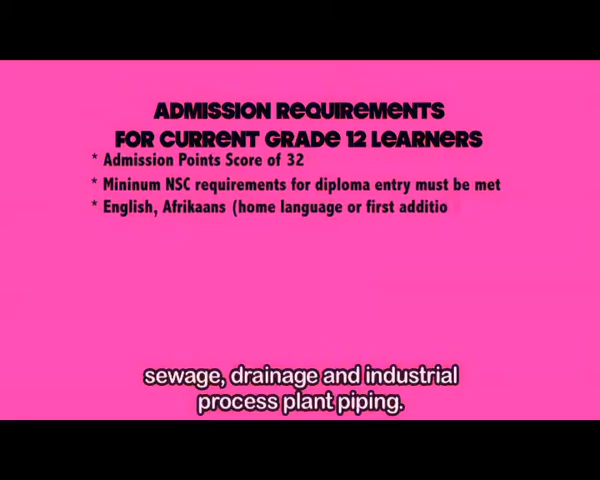 ADMISSION REQUIREMENTS
FOR CURRENT GRADE 12 LEARNERS
* Admission Points Score of 32
* Mininum NSC requirements for diploma entry must be met
* English, Afrikaans (home language or first additio
sewage, drainage and industrial
process plant piping.